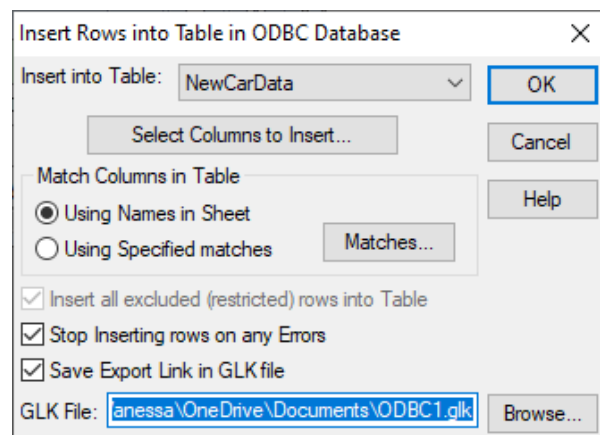 Insert Rows into Table in ODBC Database
Insert into Table: NewCarData OK
Select Columns to Insert... Cancel
Match Columns in Table Help
Using Names in Sheet
Using Specified matches Matches...
Insert all excluded (restricted) rows into Table
Stop Inserting rows on any Errors
Save Export Link in GLK file
GLK File: anessa\OneDrive\Documents\ODBC1.glk Browse...